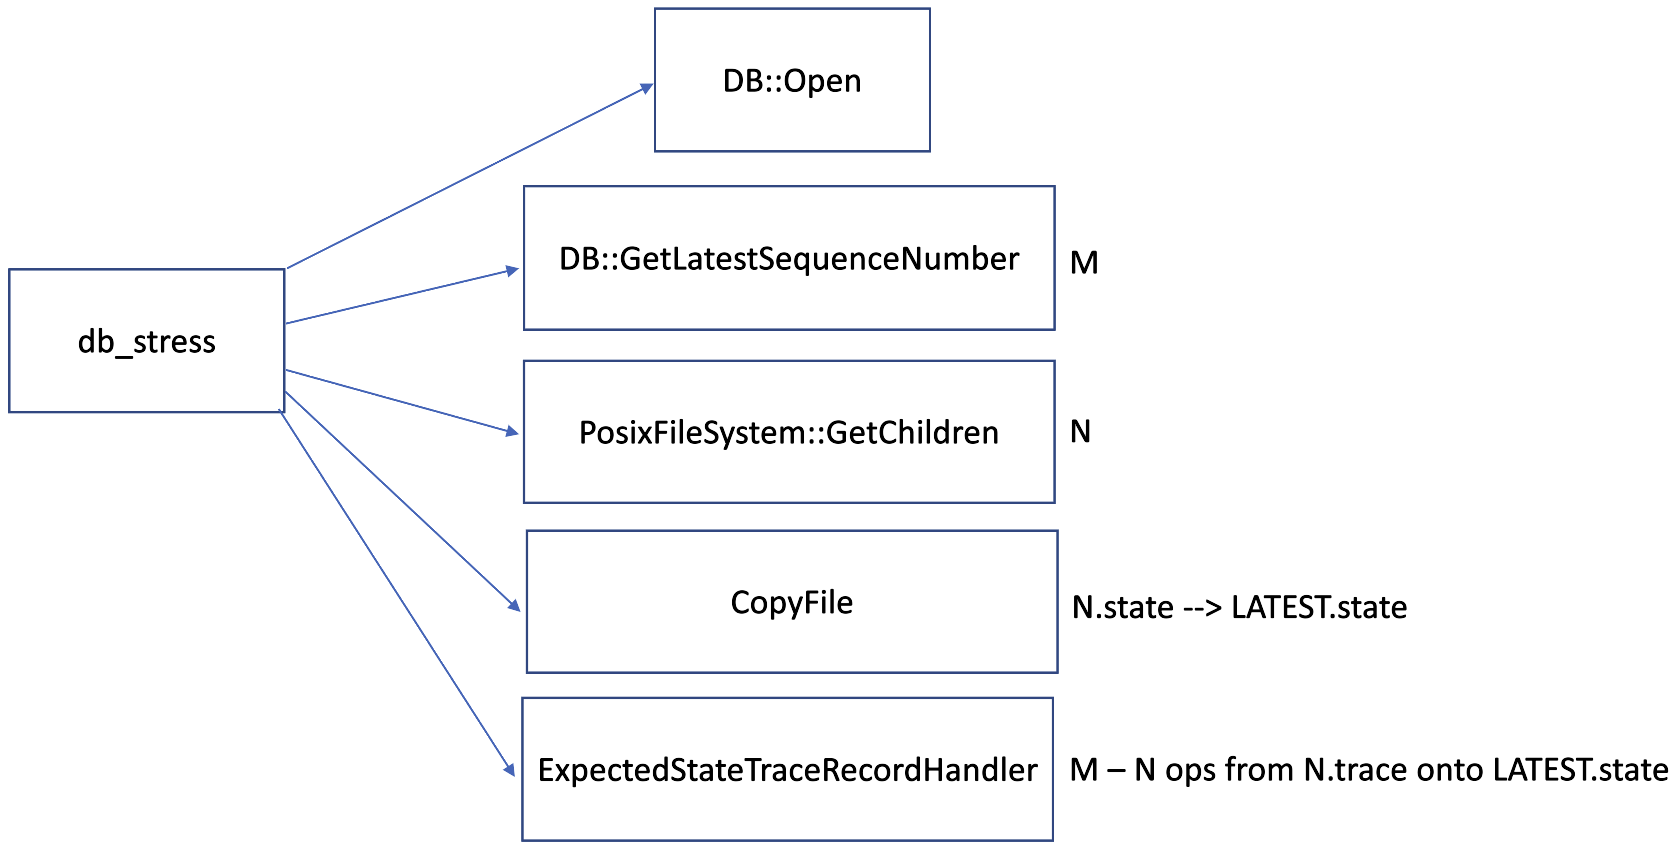 DB::Open
DB::GetLatestSequenceNumber
M
db_stress
PosixFileSystem::GetChildren
N
CopyFile
N.state --> LATEST.state
ExpectedStateTraceRecordHandler
M – N ops from N.trace onto LATEST.state